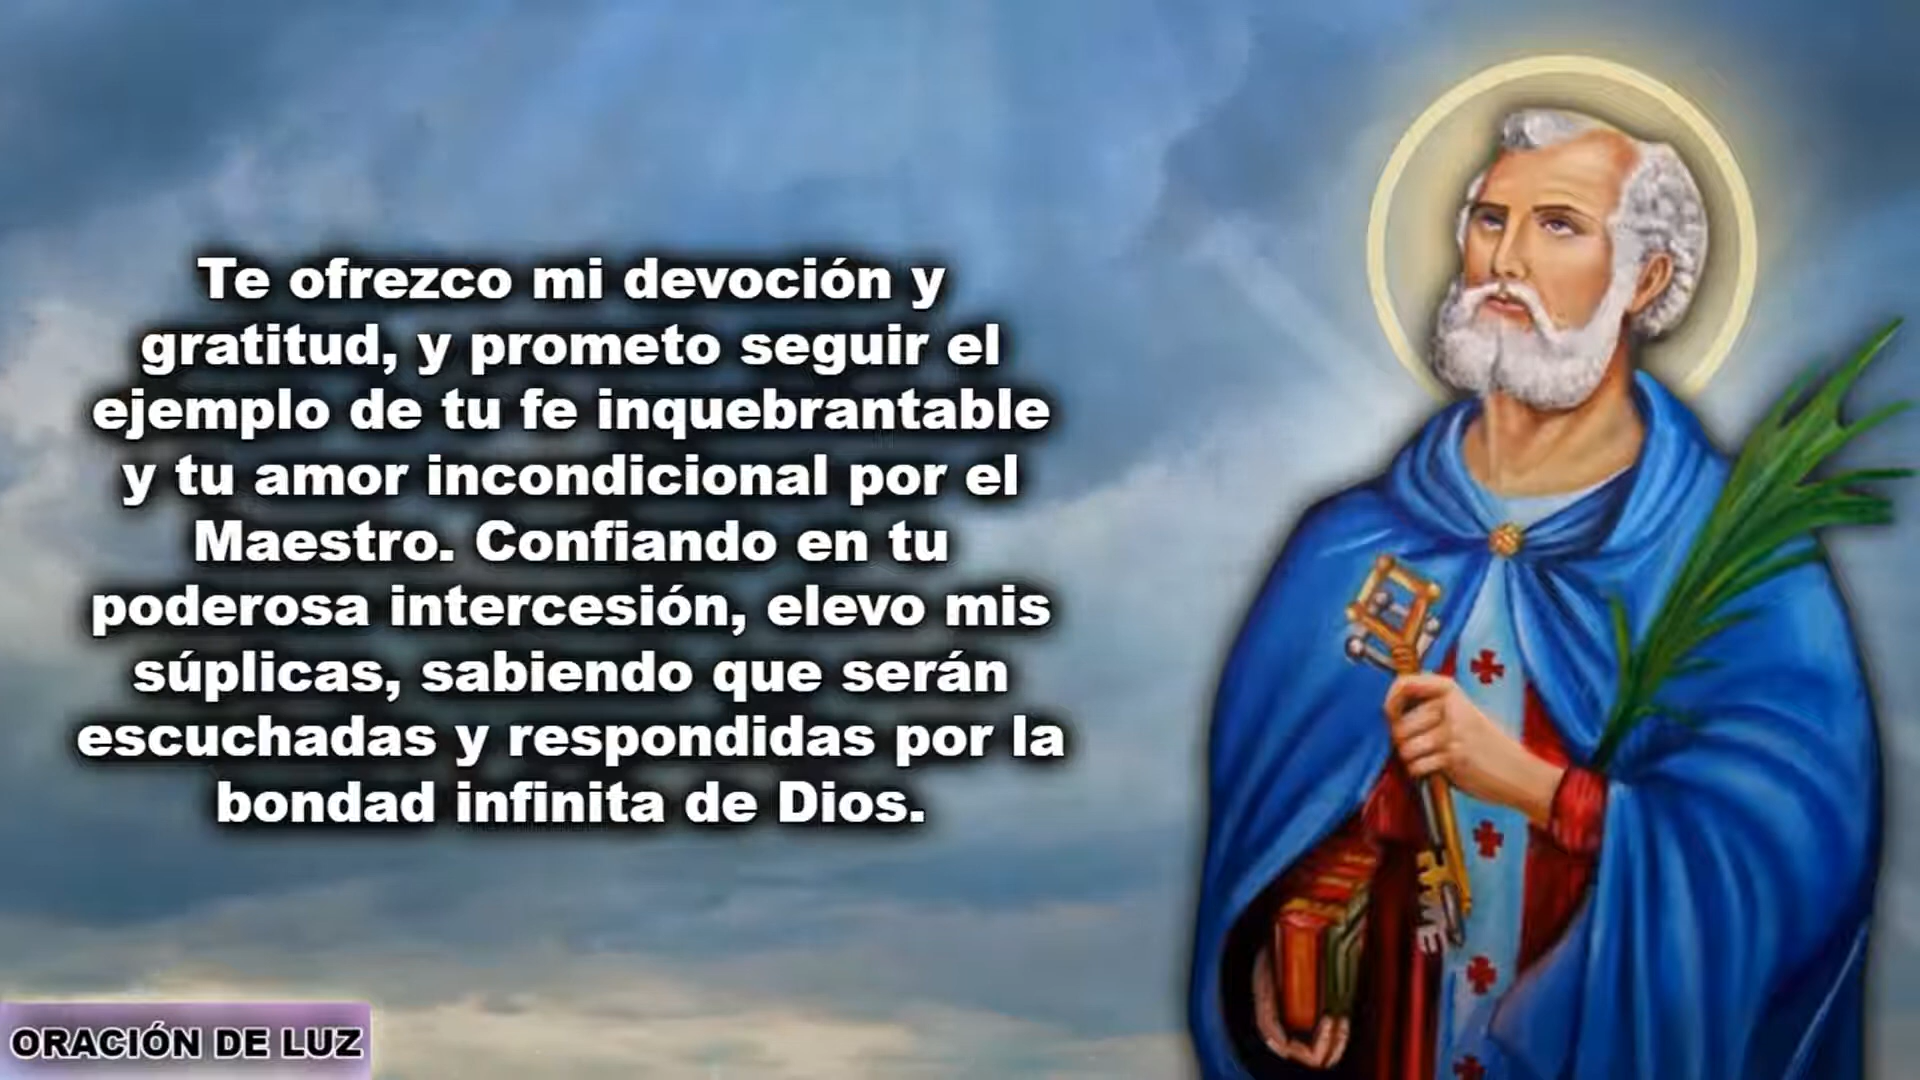 Te ofrezco mi devoción y
gratitud, y prometo seguir el
ejemplo de tu fe inquebrantable
y tu amor incondicional por el
Maestro. Confiando en tu
poderosa intercesión, elevo mis
súplicas, sabiendo que serán
escuchadas y respondidas por la
bondad infinita de Dios.
ORACIÓN DE LUZ